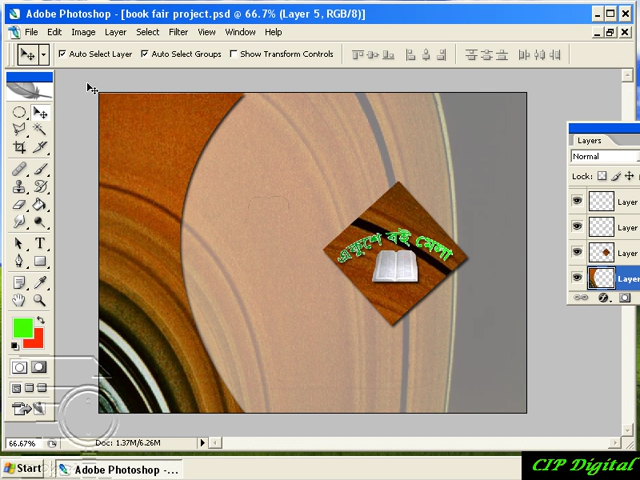 Adobe Photoshop - [book fair project.psd @ 66.7% (Layer 5, RGB/8)]
File Edit Image Layer Select Filter View Window Help
Auto Select Layer Auto Select Groups Show Transform Controls
Layers
Normal
Lock:
Layer
Layer
Layer
Layer
একুশে বই মেলা
66.67% Doc: 1.37M/6.26M
Start Adobe Photoshop - ...
CIP Digital